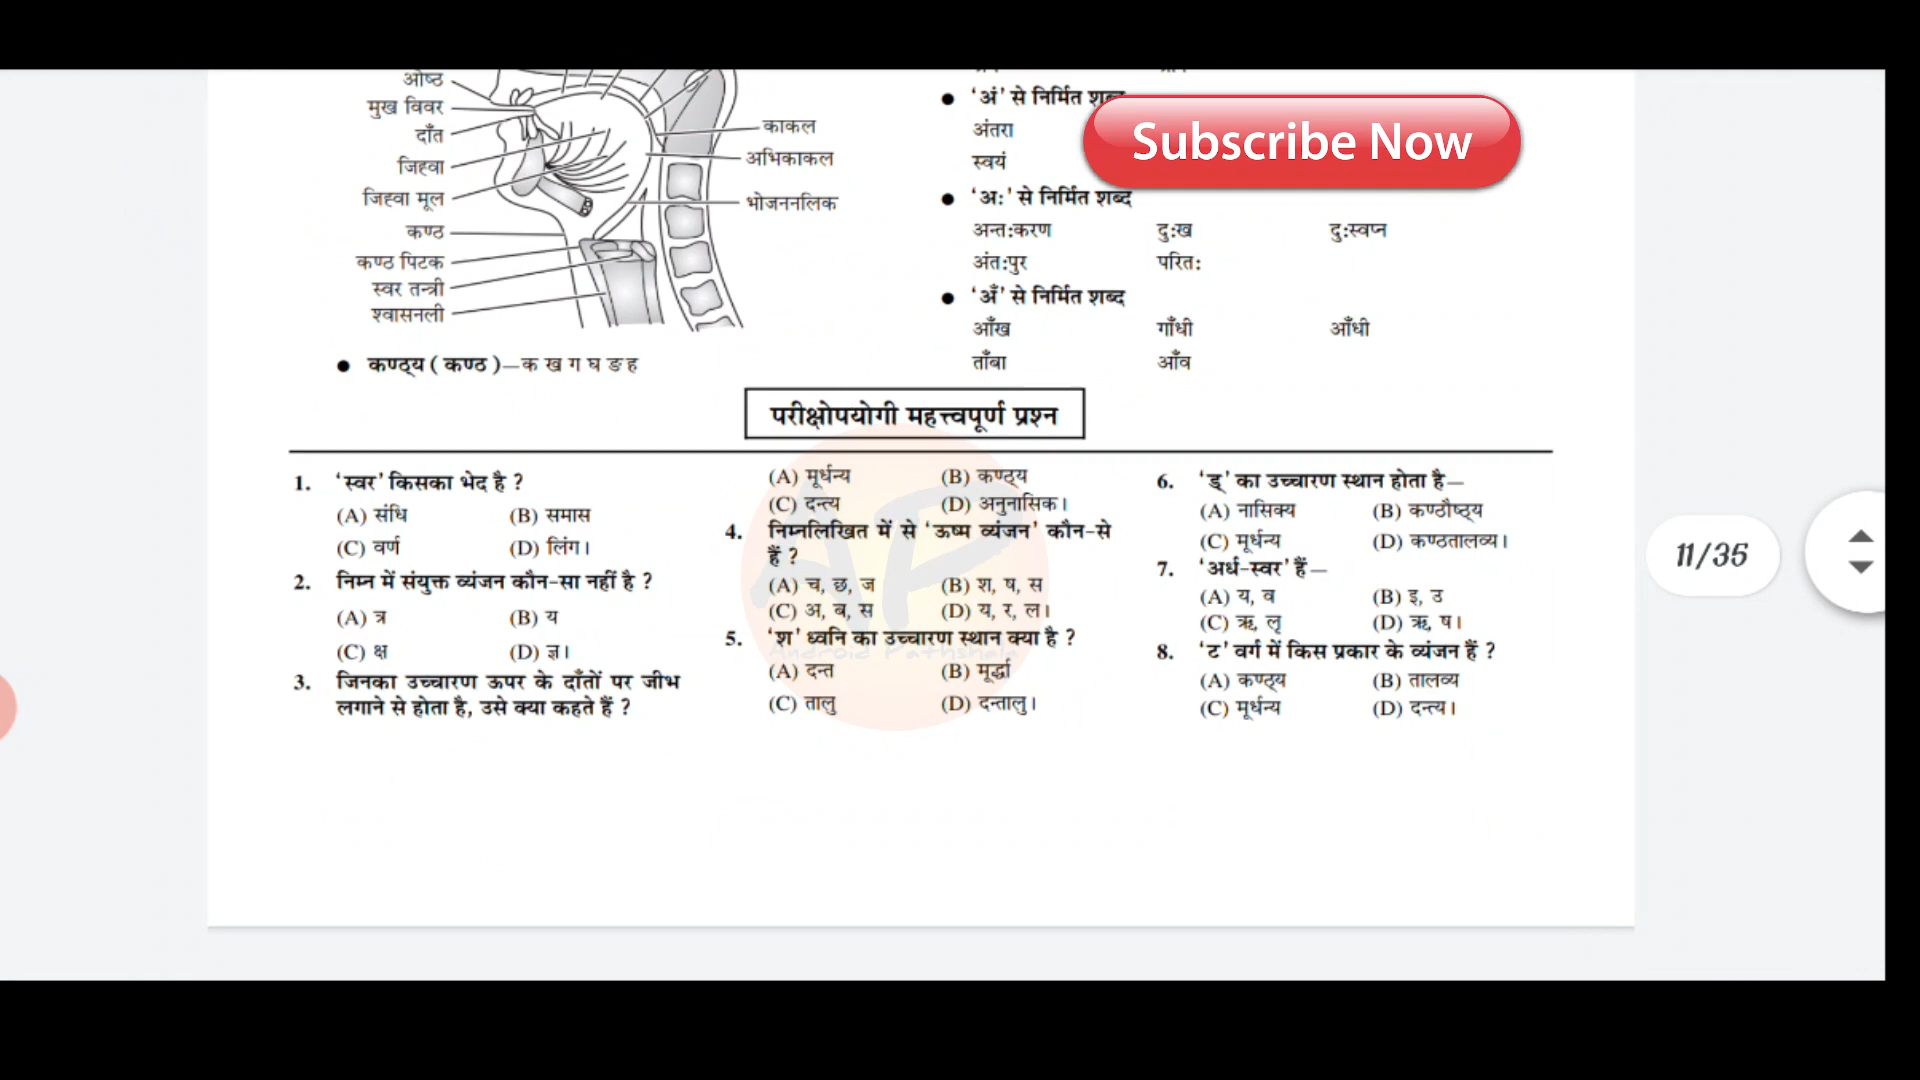 ओष्ठ
मुख विवर
दाँत
जिह्वा
जिह्वा मूल
कण्ठ
कण्ठ पिटक
स्वर तन्त्री
श्वासनली
काकल
अभिकाकल
भोजननलिक
● कण्ठ्य ( कण्ठ )—क ख ग घ ङ ह
● ‘अं’ से निर्मित
अंतरा
स्वयं
● ‘अः’ से निर्मित शब्द
अन्तःकरण दुःख दुःस्वप्न
अंतःपुर परितः
● ‘अँ’ से निर्मित शब्द
आँख गाँधी आँधी
ताँबा आँव
Subscribe Now
परीक्षोपयोगी महत्त्वपूर्ण प्रश्न
1. ‘स्वर’ किसका भेद है ?
(A) संधि (B) समास
(C) वर्ण (D) लिंग।
2. निम्न में संयुक्त व्यंजन कौन-सा नहीं है ?
(A) त्र (B) य
(C) क्ष (D) ज्ञ।
3. जिनका उच्चारण ऊपर के दाँतों पर जीभ
लगाने से होता है, उसे क्या कहते हैं ?
(A) मूर्धन्य (B) कण्ठ्य
(C) दन्त्य (D) अनुनासिक।
4. निम्नलिखित में से ‘ऊष्म व्यंजन’ कौन-से
हैं ?
(A) च, छ, ज (B) श, ष, स
(C) अ, ब, स (D) य, र, ल।
5. ‘श’ ध्वनि का उच्चारण स्थान क्या है ?
(A) दन्त (B) मूर्द्धा
(C) तालु (D) दन्तालु।
6. ‘ड्’ का उच्चारण स्थान होता है—
(A) नासिक्य (B) कण्ठौष्ठ्य
(C) मूर्धन्य (D) कण्ठतालव्य।
7. ‘अर्ध-स्वर’ हैं—
(A) य, व (B) इ, उ
(C) ऋ, लृ (D) ऋ, ष।
8. ‘ट’ वर्ग में किस प्रकार के व्यंजन हैं ?
(A) कण्ठ्य (B) तालव्य
(C) मूर्धन्य (D) दन्त्य।
AP
Android Pathshala
11/35